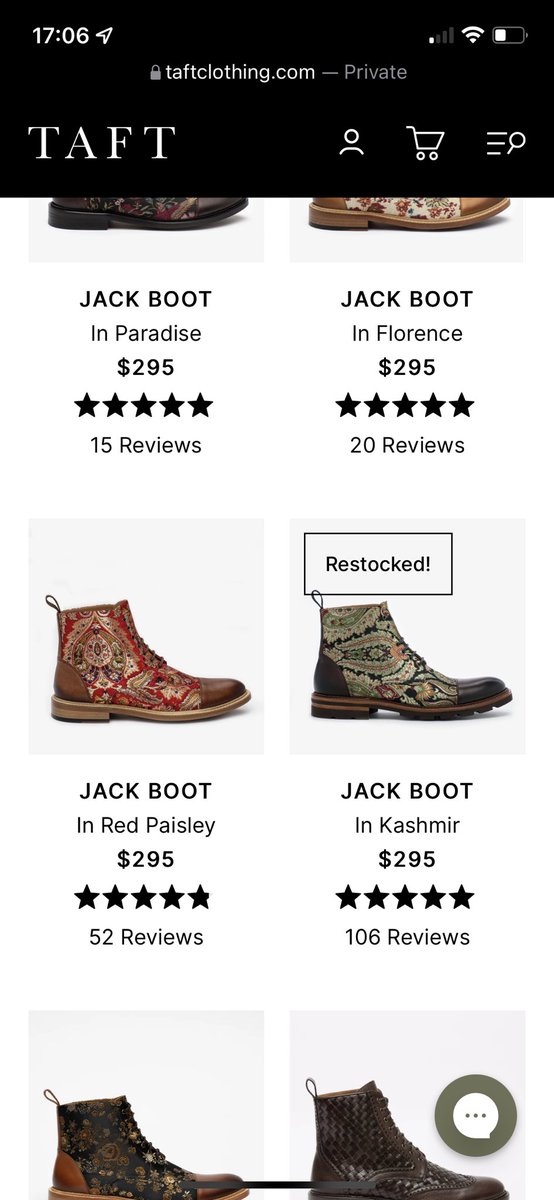 17:06
taftclothing.com — Private
TAFT
JACK BOOT
In Paradise
$295
15 Reviews
JACK BOOT
In Florence
$295
20 Reviews
Restocked!
JACK BOOT
In Red Paisley
$295
52 Reviews
JACK BOOT
In Kashmir
$295
106 Reviews